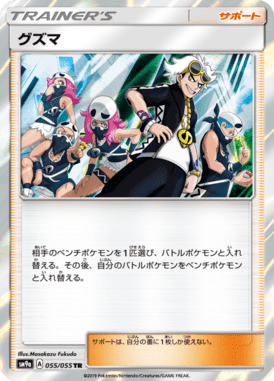 TRAINER'S
サポート
グズマ
相手のベンチポケモンを1匹選び、バトルポケモンと入れ
替える。その後、自分のバトルポケモンをベンチポケモン
と入れ替える。
Illus.Masakazu Fukuda
sm9a A 055/055 TR
サポートは、自分の番に1枚しか使えない。
©2019 Pokémon/Nintendo/Creatures/GAME FREAK.